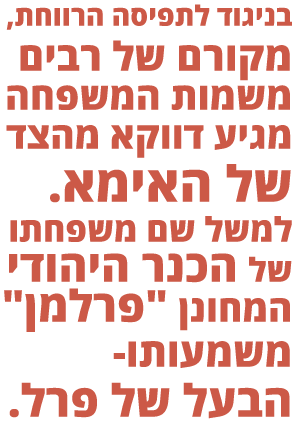 בניגוד לתפיסה הרווחת,
מקורם של רבים
משמות המשפחה
מגיע דווקא מהצד
של האימא.
למשל שם משפחתו
של הכנר היהודי
המחונן "פרלמן"
משמעותו-
הבעל של פרל.